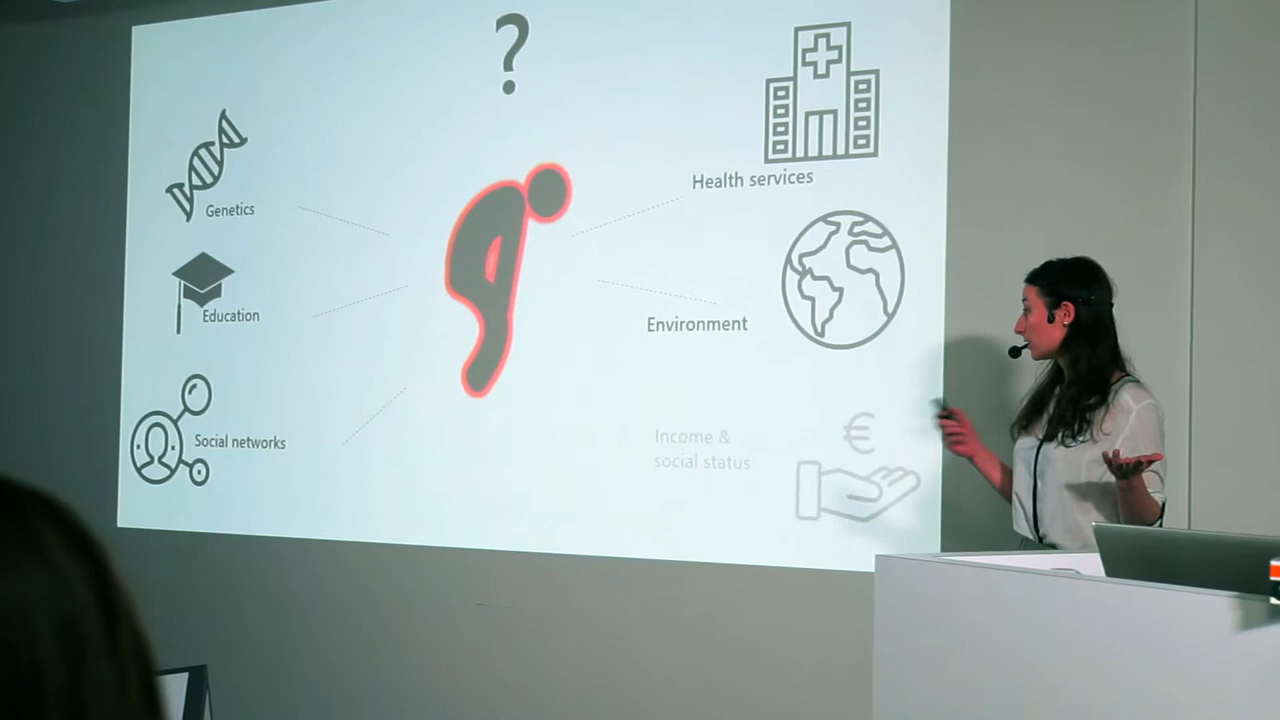 ?
Genetics
Education
Social networks
Health services
Environment
Income &
social status
€